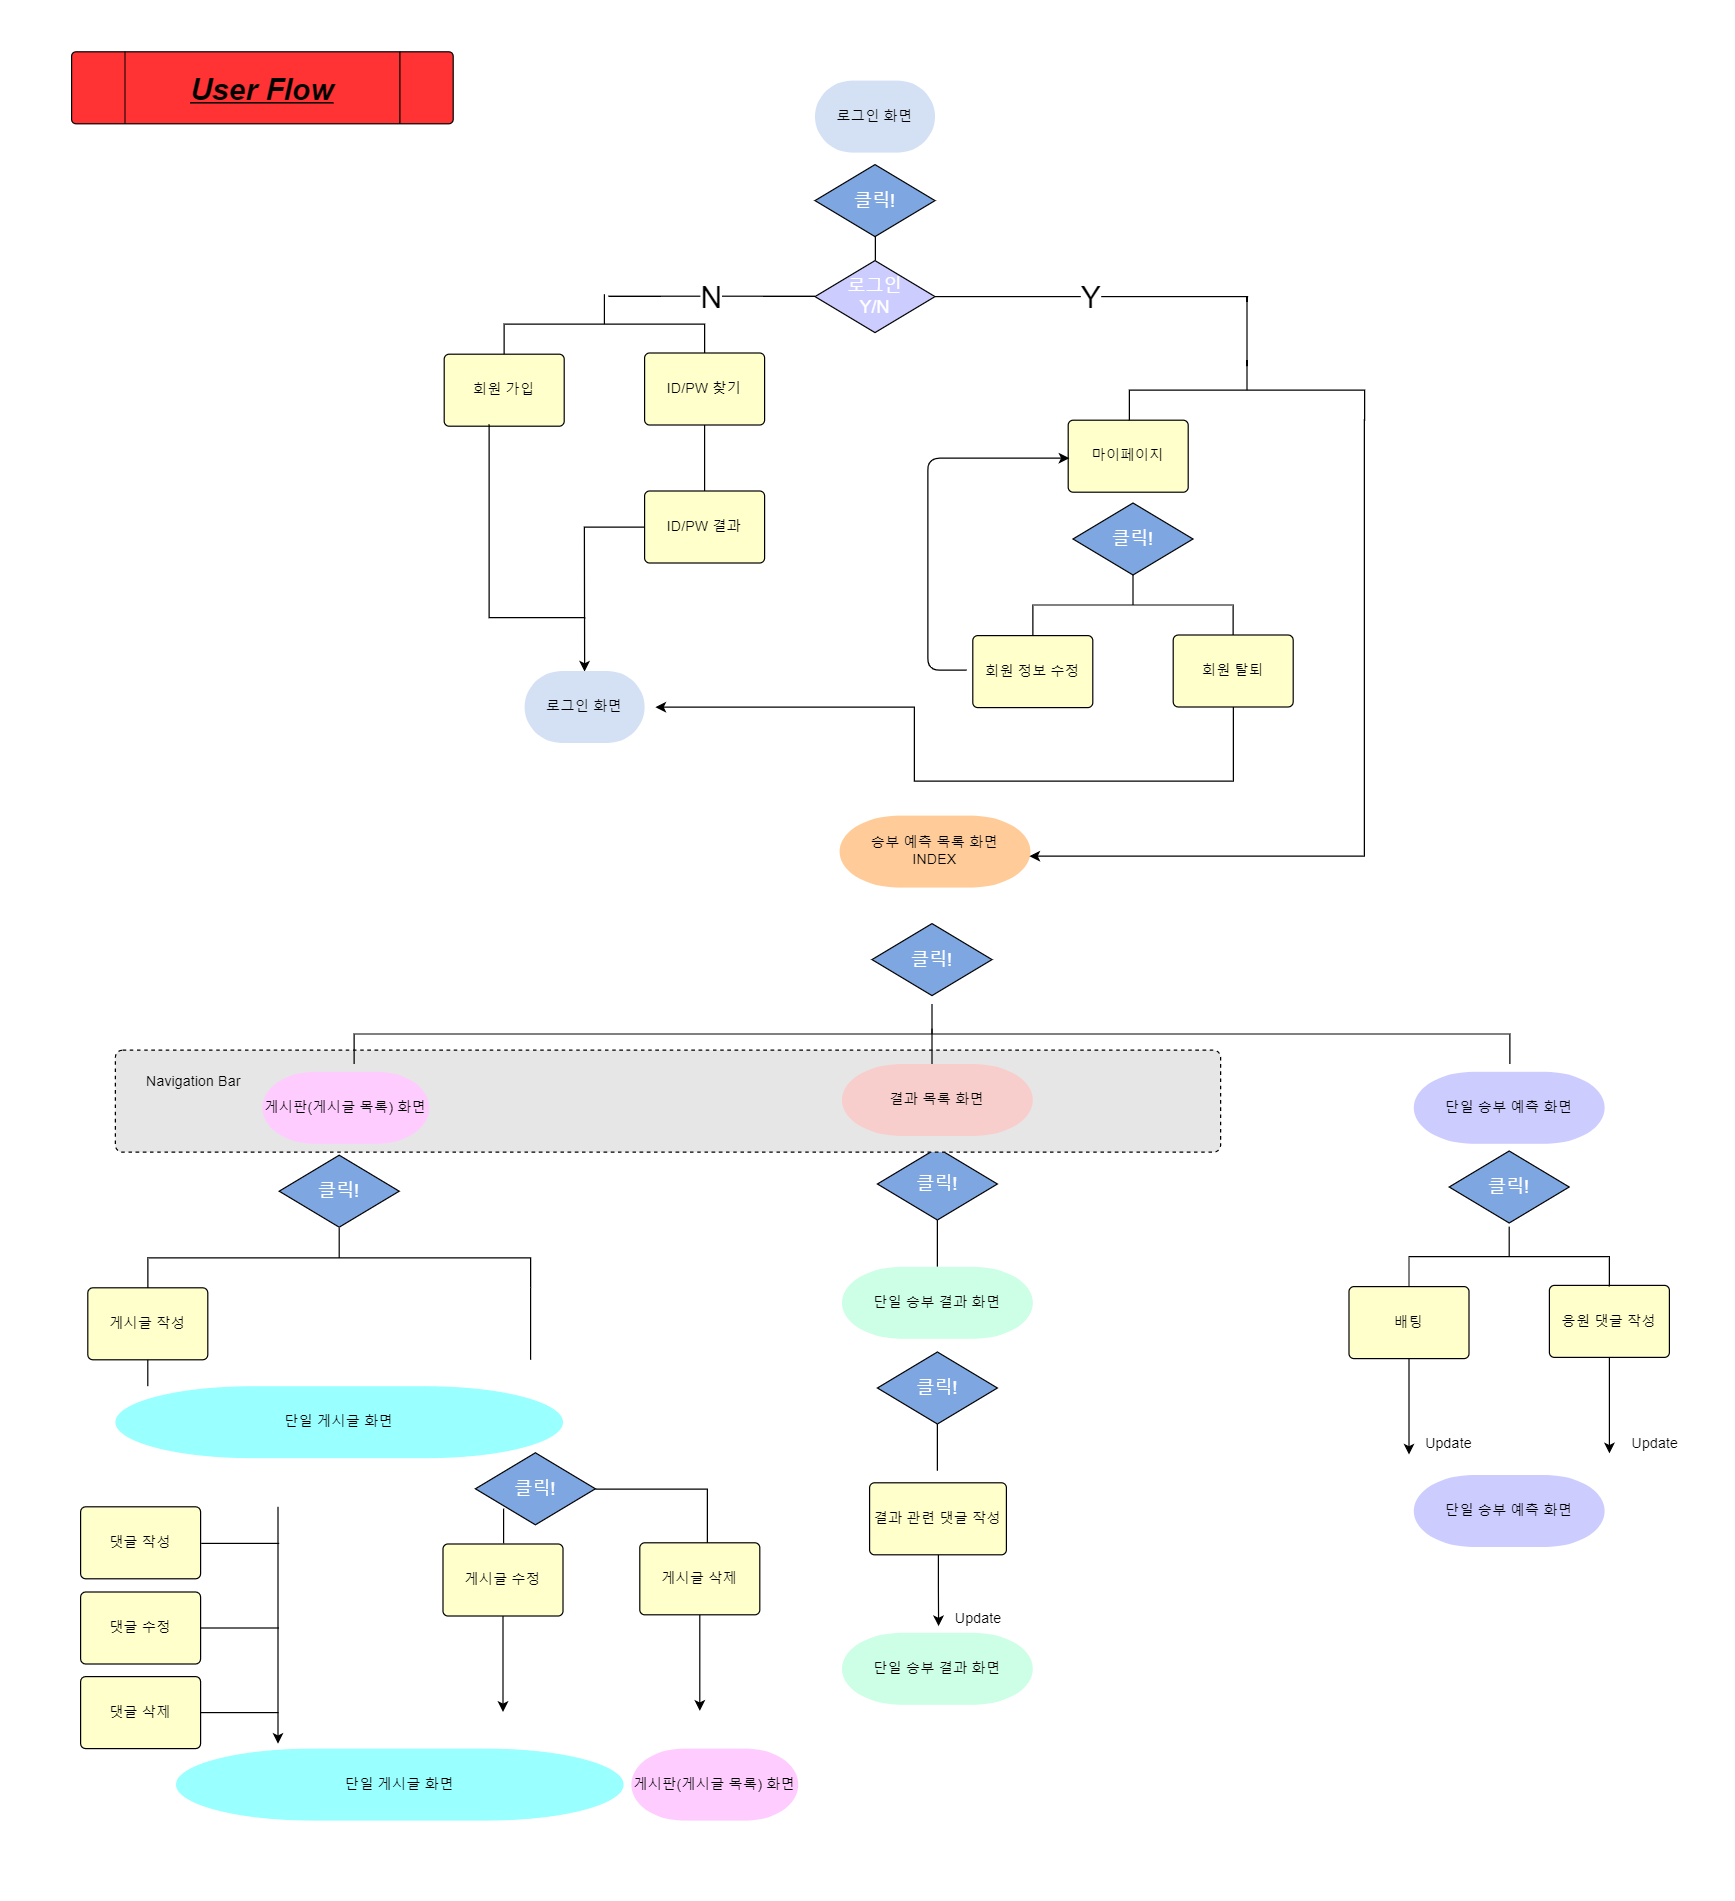 User Flow
로그인 화면
클릭!
로그인
Y/N
N
Y
회원 가입
ID/PW 찾기
마이페이지
ID/PW 결과
클릭!
회원 정보 수정
회원 탈퇴
로그인 화면
승부 예측 목록 화면
INDEX
클릭!
Navigation Bar
게시판(게시글 목록) 화면
결과 목록 화면
단일 승부 예측 화면
클릭!
클릭!
클릭!
게시글 작성
단일 승부 결과 화면
배팅
응원 댓글 작성
단일 게시글 화면
클릭!
Update
Update
클릭!
댓글 작성
결과 관련 댓글 작성
단일 승부 예측 화면
게시글 수정
게시글 삭제
댓글 수정
Update
단일 승부 결과 화면
댓글 삭제
단일 게시글 화면
게시판(게시글 목록) 화면